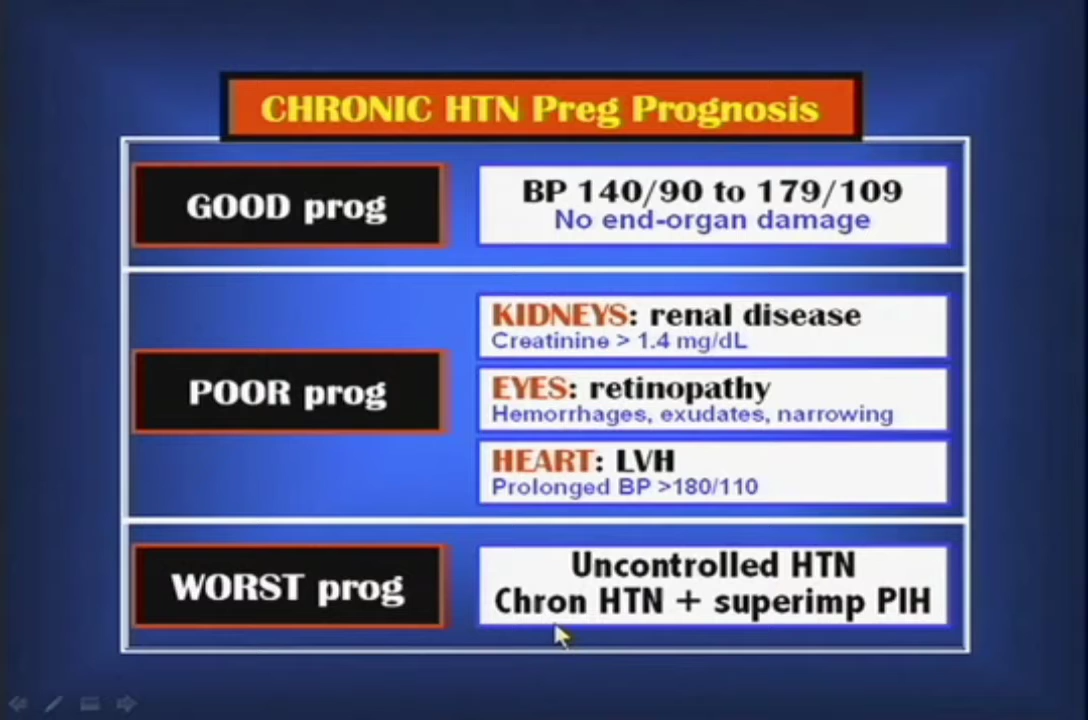 CHRONIC HTN Preg Prognosis
GOOD prog
BP 140/90 to 179/109
No end-organ damage
POOR prog
KIDNEYS: renal disease
Creatinine > 1.4 mg/dL
EYES: retinopathy
Hemorrhages, exudates, narrowing
HEART: LVH
Prolonged BP >180/110
WORST prog
Uncontrolled HTN
Chron HTN + superimp PIH